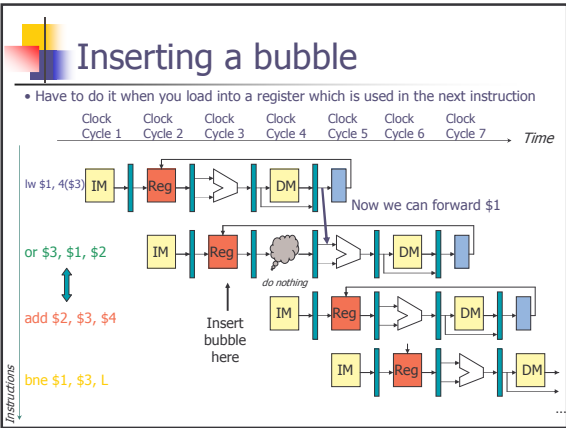 Inserting a bubble
• Have to do it when you load into a register which is used in the next instruction
Clock Cycle 1
Clock Cycle 2
Clock Cycle 3
Clock Cycle 4
Clock Cycle 5
Clock Cycle 6
Clock Cycle 7
Time
lw $1, 4($3)
IM
Reg
DM
Now we can forward $1
or $3, $1, $2
IM
Reg
DM
do nothing
Insert
bubble
here
add $2, $3, $4
IM
Reg
DM
bne $1, $3, L
IM
Reg
DM
Instructions
...